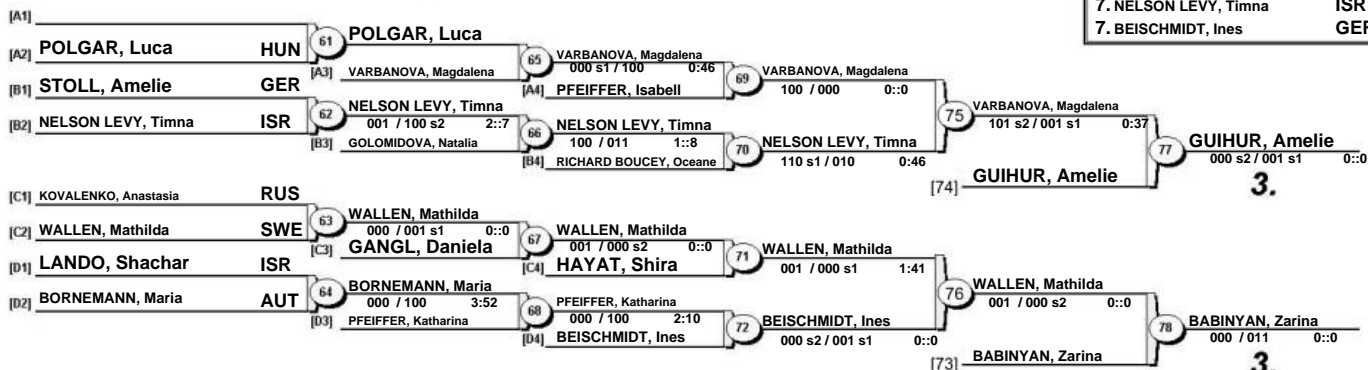 7. NELSON LEVY, Timna ISR
7. BEISCHMIDT, Ines GER
[A1]
[A2] POLGAR, Luca HUN
61 POLGAR, Luca
[A3] VARBANOVA, Magdalena
[B1] STOLL, Amelie GER
[B2] NELSON LEVY, Timna ISR
62 NELSON LEVY, Timna
001 / 100 s2 2::7
[B3] GOLOMIDOVA, Natalia
65 VARBANOVA, Magdalena
000 s1 / 100 0:46
[A4] PFEIFFER, Isabell
66 NELSON LEVY, Timna
100 / 011 1::8
[B4] RICHARD BOUCEY, Oceane
69 VARBANOVA, Magdalena
100 / 000 0::0
70 NELSON LEVY, Timna
110 s1 / 010 0:46
75 VARBANOVA, Magdalena
101 s2 / 001 s1 0:37
[74] GUIHUR, Amelie
77 GUIHUR, Amelie
000 s2 / 001 s1 0::0
3.
[C1] KOVALENKO, Anastasia RUS
[C2] WALLEN, Mathilda SWE
63 WALLEN, Mathilda
000 / 001 s1 0::0
[C3] GANGL, Daniela
[D1] LANDO, Shachar ISR
[D2] BORNEMANN, Maria AUT
64 BORNEMANN, Maria
000 / 100 3:52
[D3] PFEIFFER, Katharina
67 WALLEN, Mathilda
001 / 000 s2 0::0
[C4] HAYAT, Shira
68 PFEIFFER, Katharina
000 / 100 2:10
[D4] BEISCHMIDT, Ines
71 WALLEN, Mathilda
001 / 000 s1 1:41
72 BEISCHMIDT, Ines
000 s2 / 001 s1 0::0
76 WALLEN, Mathilda
001 / 000 s2 0::0
[73] BABINYAN, Zarina
78 BABINYAN, Zarina
000 / 011 0::0
3.